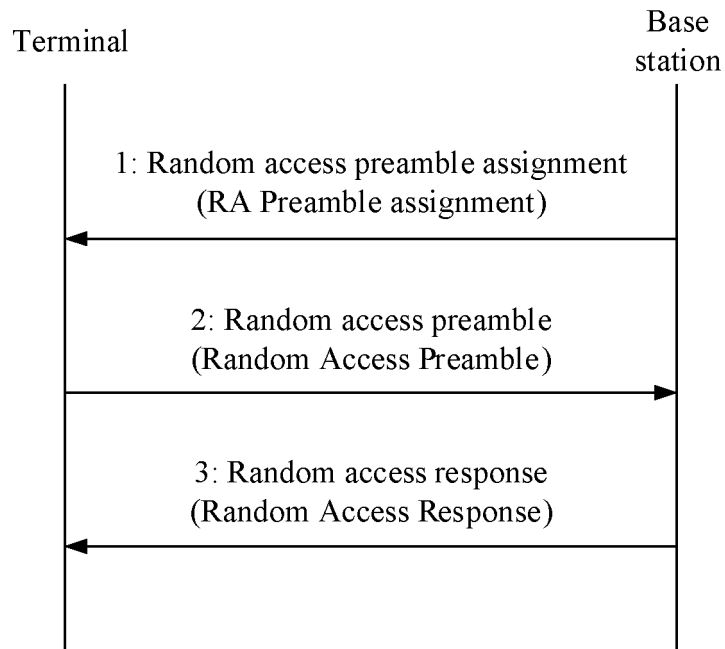 Terminal
Base
station
1: Random access preamble assignment
(RA Preamble assignment)
2: Random access preamble
(Random Access Preamble)
3: Random access response
(Random Access Response)